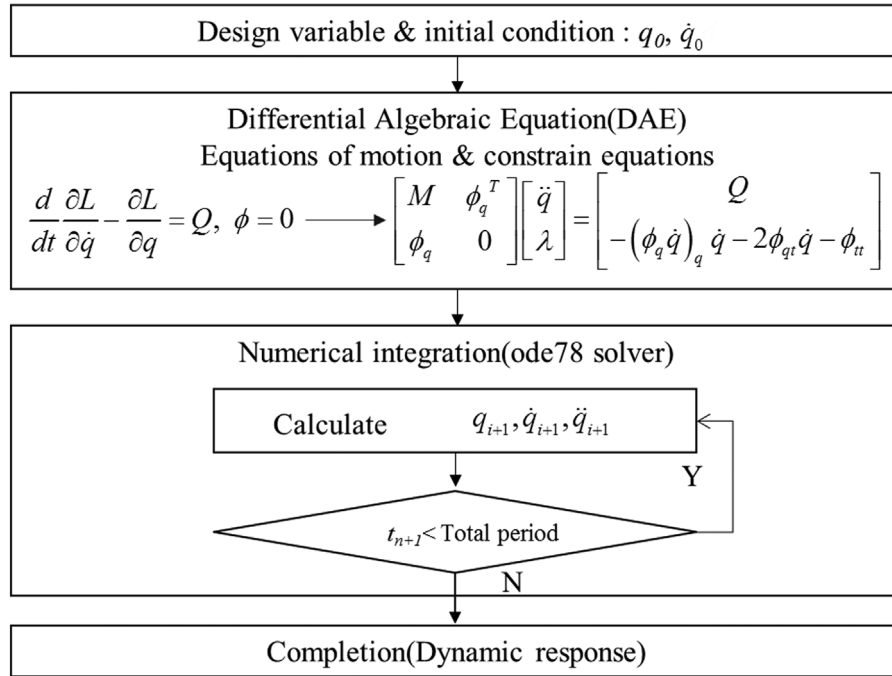 Design variable & initial condition : q₀, q̇₀
Differential Algebraic Equation(DAE)
Equations of motion & constrain equations
d/dt ∂L/∂q̇ − ∂L/∂q = Q, ϕ = 0 → [M ϕ_q^T; ϕ_q 0] [q̈; λ] = [Q; −(ϕ_q q̇)_q q̇ − 2ϕ_qt q̇ − ϕ_tt]
Numerical integration(ode78 solver)
Calculate q_{i+1}, q̇_{i+1}, q̈_{i+1}
Y
t_{n+1}< Total period
N
Completion(Dynamic response)